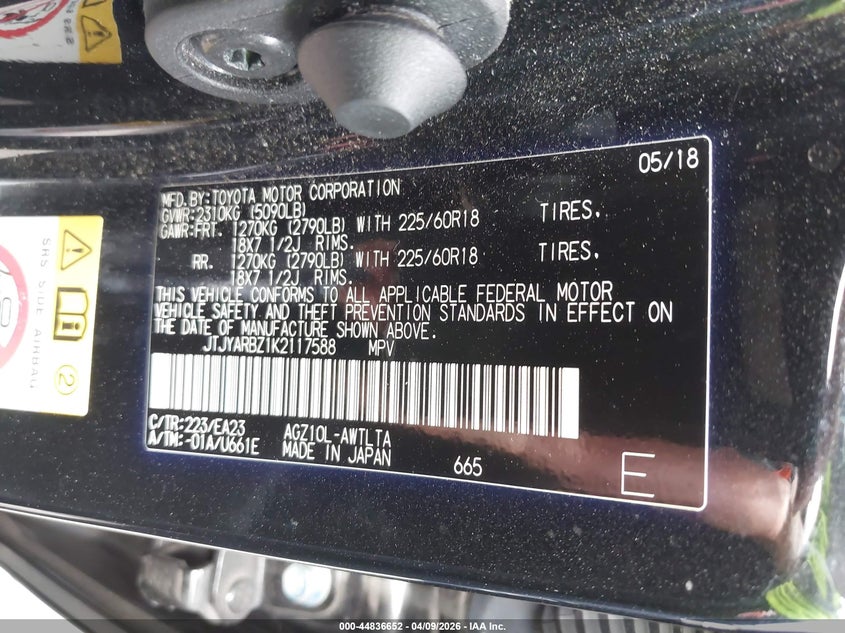 05/18
MFD.BY:TOYOTA MOTOR CORPORATION
GVWR:2310KG (5090LB)
GAWR:FRT. 1270KG (2790LB) WITH 225/60R18 TIRES,
18X7 1/2J RIMS.
RR. 1270KG (2790LB) WITH 225/60R18 TIRES,
18X7 1/2J RIMS.
THIS VEHICLE CONFORMS TO ALL APPLICABLE FEDERAL MOTOR
VEHICLE SAFETY AND THEFT PREVENTION STANDARDS IN EFFECT ON
THE DATE OF MANUFACTURE SHOWN ABOVE.
JTJYARBZ1K2117588 MPV
C/TR:223/EA23 AGZ10L-AWTLTA
A/TM:-01A/U661E MADE IN JAPAN
665 E
SRS SIDE AIRBAG
2
000-44836652 - 04/09/2026 - IAA Inc.